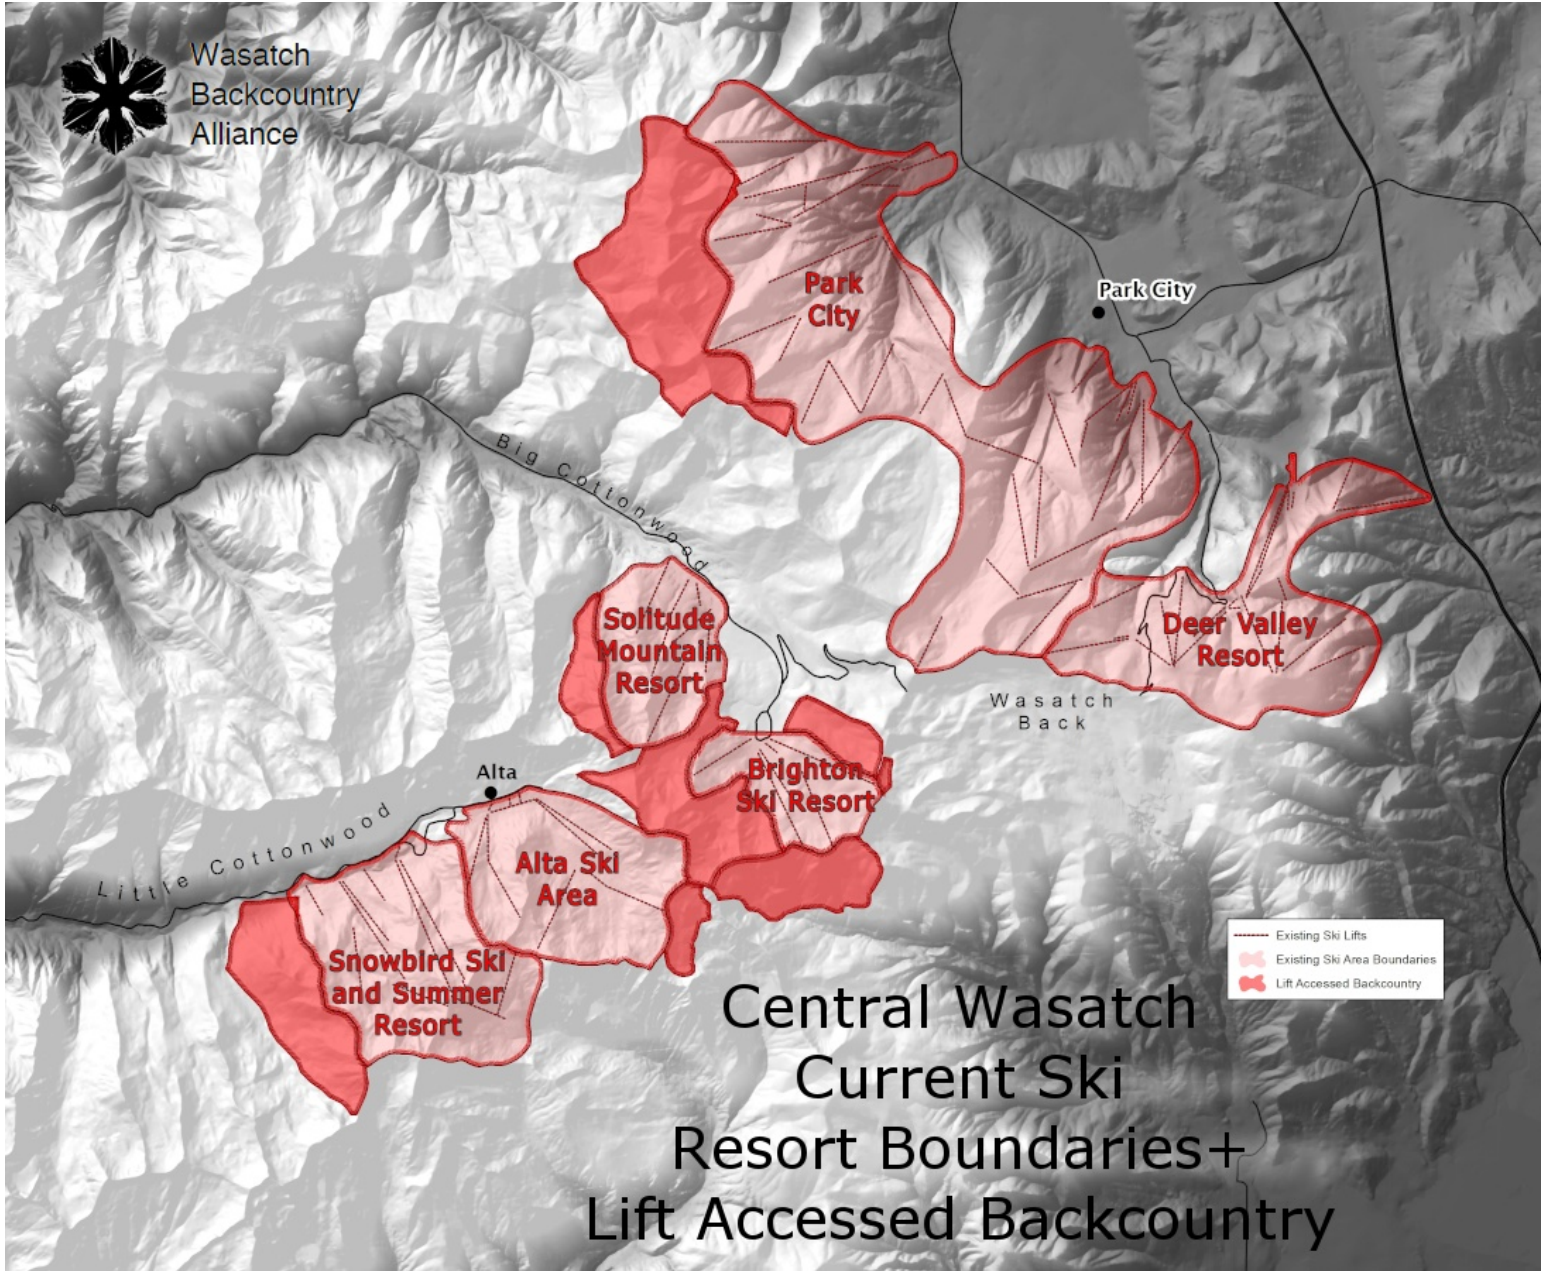 Wasatch
Backcountry
Alliance
Park
City
Park City
Big Cottonwood
Solitude
Mountain
Resort
Deer Valley
Resort
Wasatch
Back
Alta
Brighton
Ski Resort
Little Cottonwood
Alta Ski
Area
Snowbird Ski
and Summer
Resort
Existing Ski Lifts
Existing Ski Area Boundaries
Lift Accessed Backcountry
Central Wasatch
Current Ski
Resort Boundaries+
Lift Accessed Backcountry